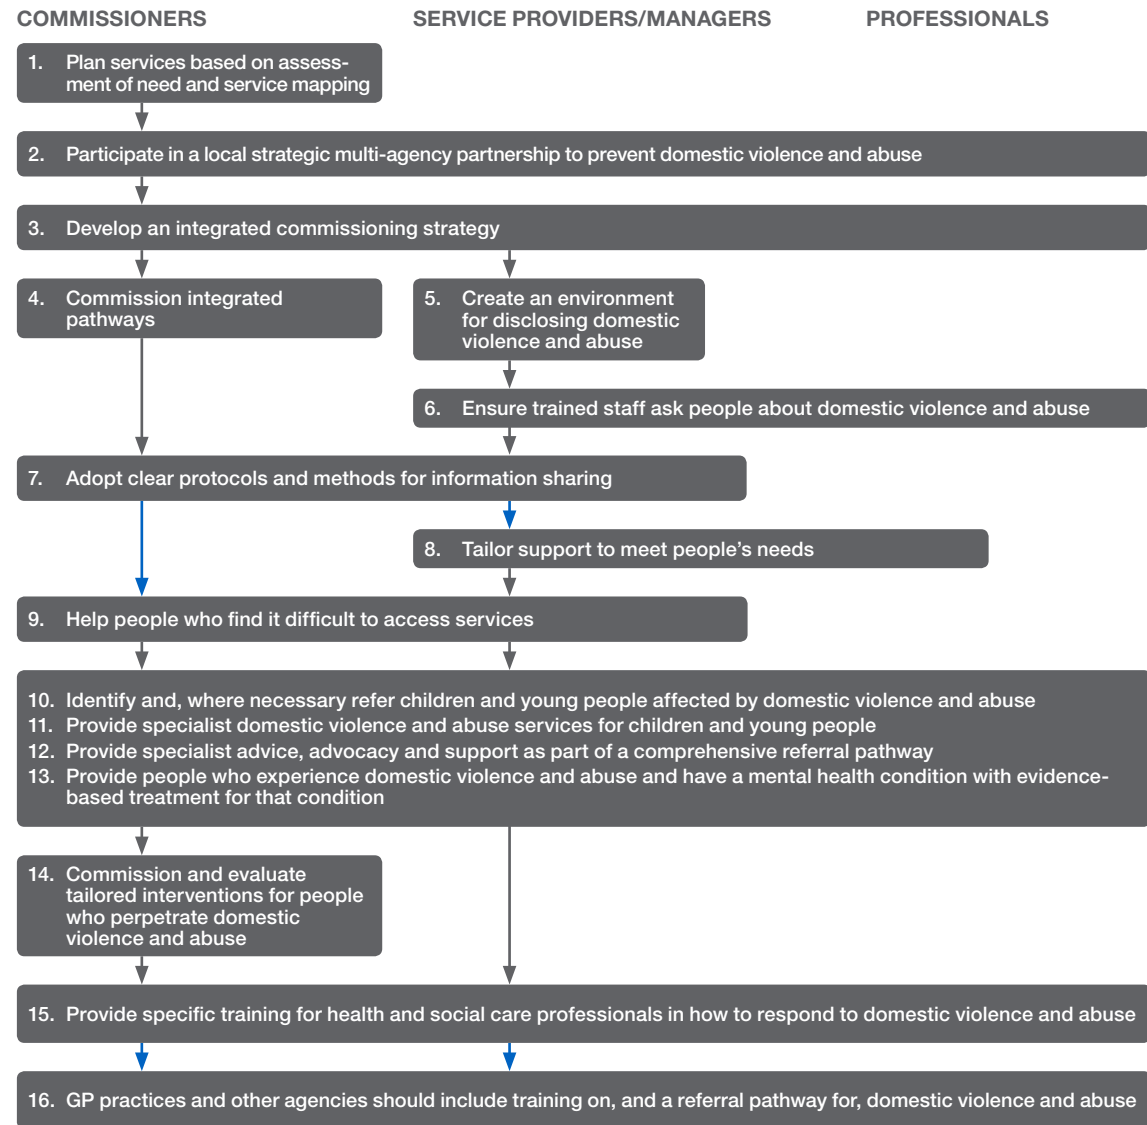 COMMISSIONERS
SERVICE PROVIDERS/MANAGERS
PROFESSIONALS
1. Plan services based on assess-
ment of need and service mapping
2. Participate in a local strategic multi-agency partnership to prevent domestic violence and abuse
3. Develop an integrated commissioning strategy
4. Commission integrated
pathways
5. Create an environment
for disclosing domestic
violence and abuse
6. Ensure trained staff ask people about domestic violence and abuse
7. Adopt clear protocols and methods for information sharing
8. Tailor support to meet people’s needs
9. Help people who find it difficult to access services
10. Identify and, where necessary refer children and young people affected by domestic violence and abuse
11. Provide specialist domestic violence and abuse services for children and young people
12. Provide specialist advice, advocacy and support as part of a comprehensive referral pathway
13. Provide people who experience domestic violence and abuse and have a mental health condition with evidence-
based treatment for that condition
14. Commission and evaluate
tailored interventions for people
who perpetrate domestic
violence and abuse
15. Provide specific training for health and social care professionals in how to respond to domestic violence and abuse
16. GP practices and other agencies should include training on, and a referral pathway for, domestic violence and abuse